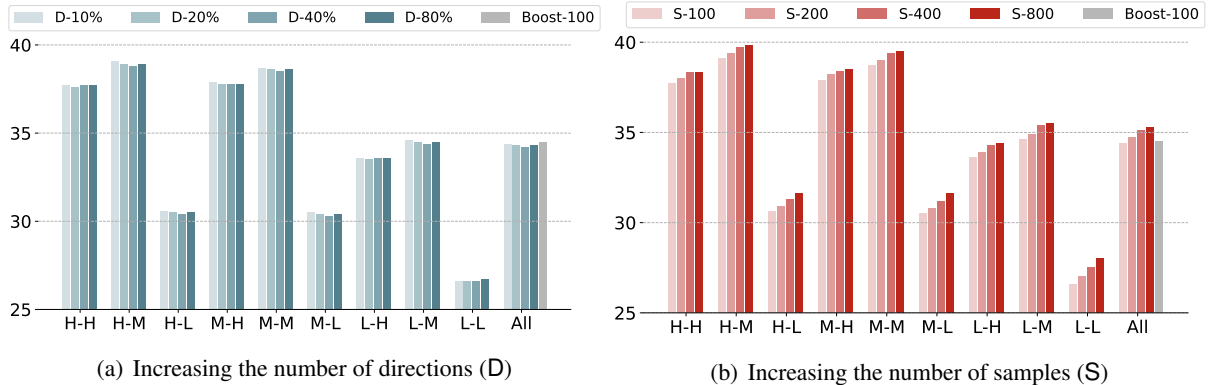 D-10% D-20% D-40% D-80% Boost-100
40
35
30
25
H-H H-M H-L M-H M-M M-L L-H L-M L-L All
(a) Increasing the number of directions (D)
S-100 S-200 S-400 S-800 Boost-100
40
35
30
25
H-H H-M H-L M-H M-M M-L L-H L-M L-L All
(b) Increasing the number of samples (S)